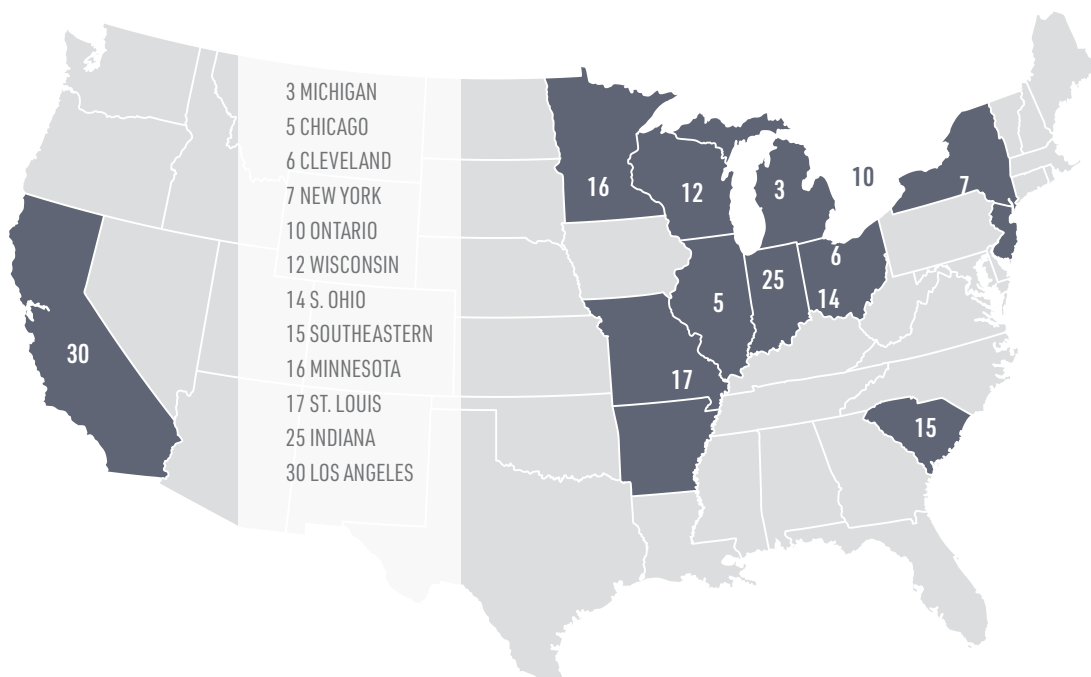 3 MICHIGAN
5 CHICAGO
6 CLEVELAND
7 NEW YORK
10 ONTARIO
12 WISCONSIN
14 S. OHIO
15 SOUTHEASTERN
16 MINNESOTA
17 ST. LOUIS
25 INDIANA
30 LOS ANGELES
16
12
3
10
7
6
25
5
14
30
17
15